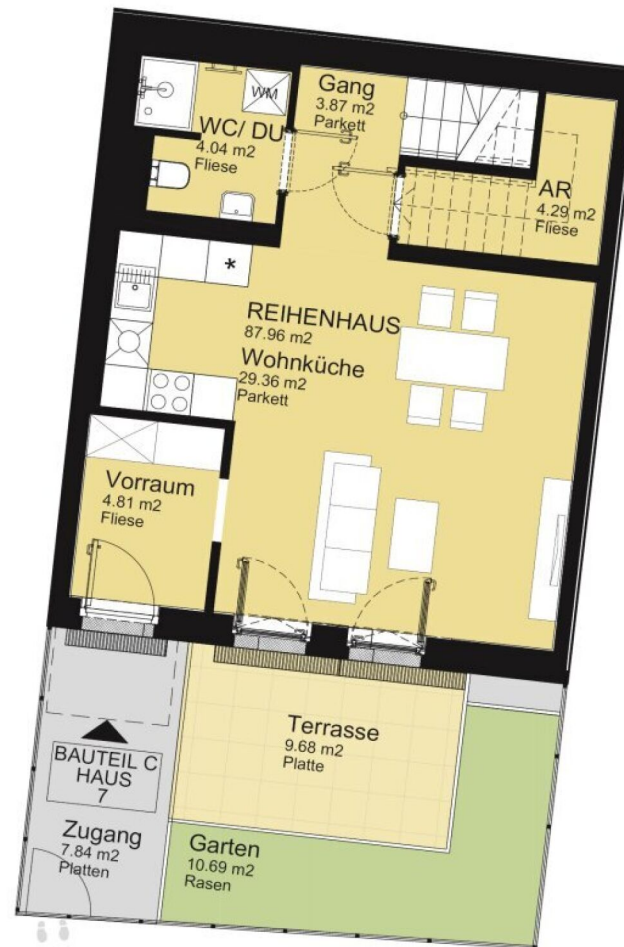 Gang
3.87 m2
Parkett
WM
WC/ DU
4.04 m2
Fliese
AR
4.29 m2
Fliese
*
REIHENHAUS
87.96 m2
Wohnküche
29.36 m2
Parkett
Vorraum
4.81 m2
Fliese
Terrasse
9.68 m2
Platte
BAUTEIL C
HAUS
7
Zugang
7.84 m2
Platten
Garten
10.69 m2
Rasen